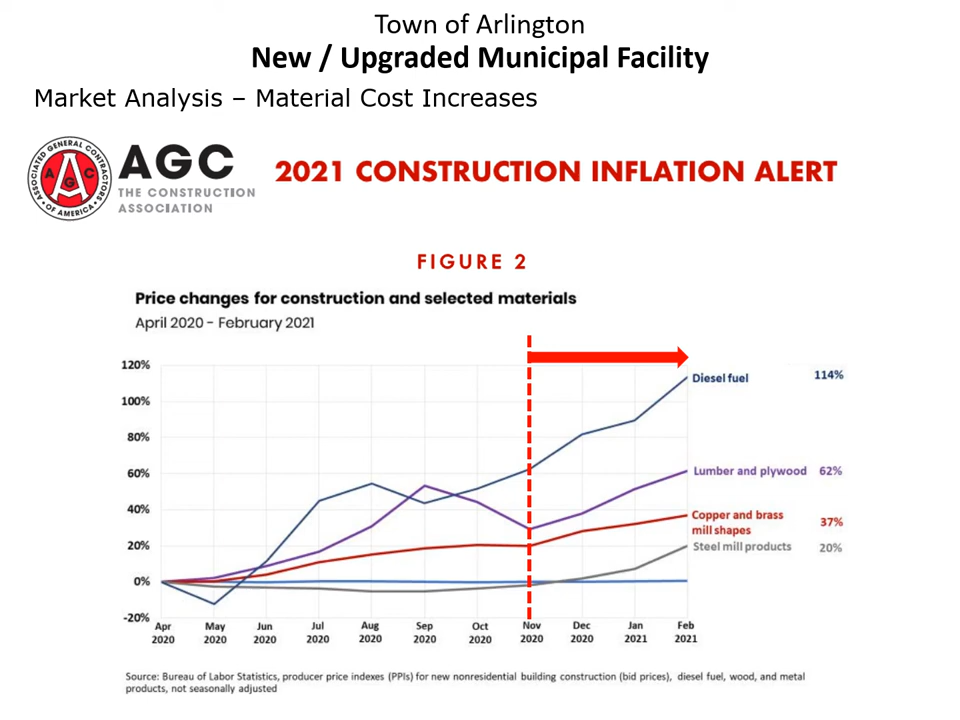 Town of Arlington
New / Upgraded Municipal Facility
Market Analysis – Material Cost Increases
ASSOCIATED GENERAL CONTRACTORS
OF AMERICA
AGC
AGC
THE CONSTRUCTION
ASSOCIATION
2021 CONSTRUCTION INFLATION ALERT
FIGURE 2
Price changes for construction and selected materials
April 2020 - February 2021
120%
100%
80%
60%
40%
20%
0%
-20%
Diesel fuel 114%
Lumber and plywood 62%
Copper and brass
mill shapes 37%
Steel mill products 20%
Apr May Jun Jul Aug Sep Oct Nov Dec Jan Feb
2020 2020 2020 2020 2020 2020 2020 2020 2020 2021 2021
Source: Bureau of Labor Statistics, producer price indexes (PPIs) for new nonresidential building construction (bid prices), diesel fuel, wood, and metal
products, not seasonally adjusted